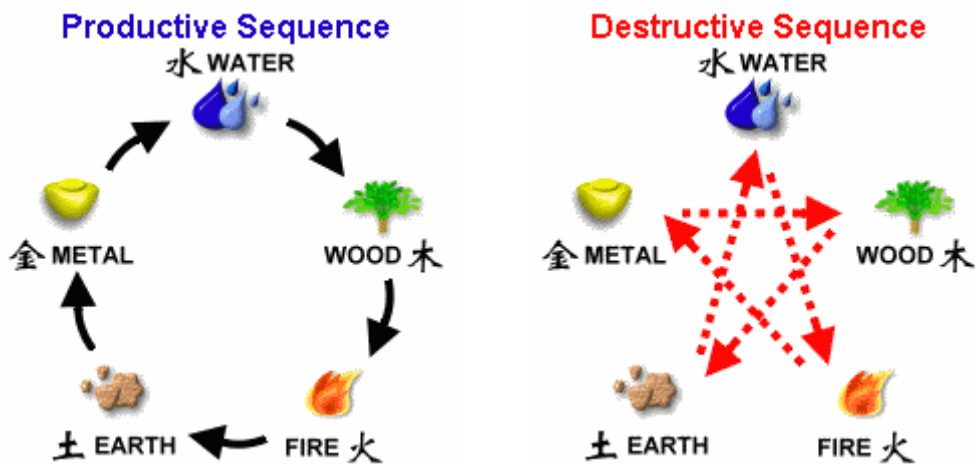 Productive Sequence
水 WATER
金 METAL
WOOD 木
土 EARTH
FIRE 火
Destructive Sequence
水 WATER
金 METAL
WOOD 木
土 EARTH
FIRE 火